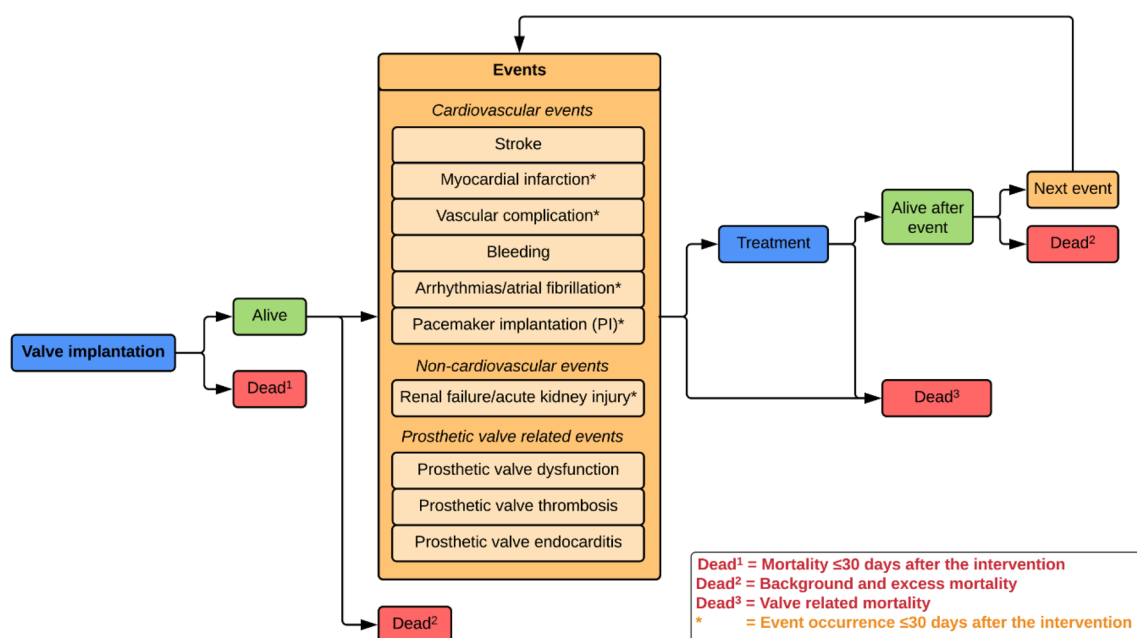 Events
Cardiovascular events
Stroke
Myocardial infarction*
Vascular complication*
Bleeding
Arrhythmias/atrial fibrillation*
Pacemaker implantation (PI)*
Non-cardiovascular events
Renal failure/acute kidney injury*
Prosthetic valve related events
Prosthetic valve dysfunction
Prosthetic valve thrombosis
Prosthetic valve endocarditis
Valve implantation
Alive
Dead¹
Dead²
Treatment
Alive after
event
Dead³
Next event
Dead²
Dead¹ = Mortality ≤30 days after the intervention
Dead² = Background and excess mortality
Dead³ = Valve related mortality
* = Event occurrence ≤30 days after the intervention